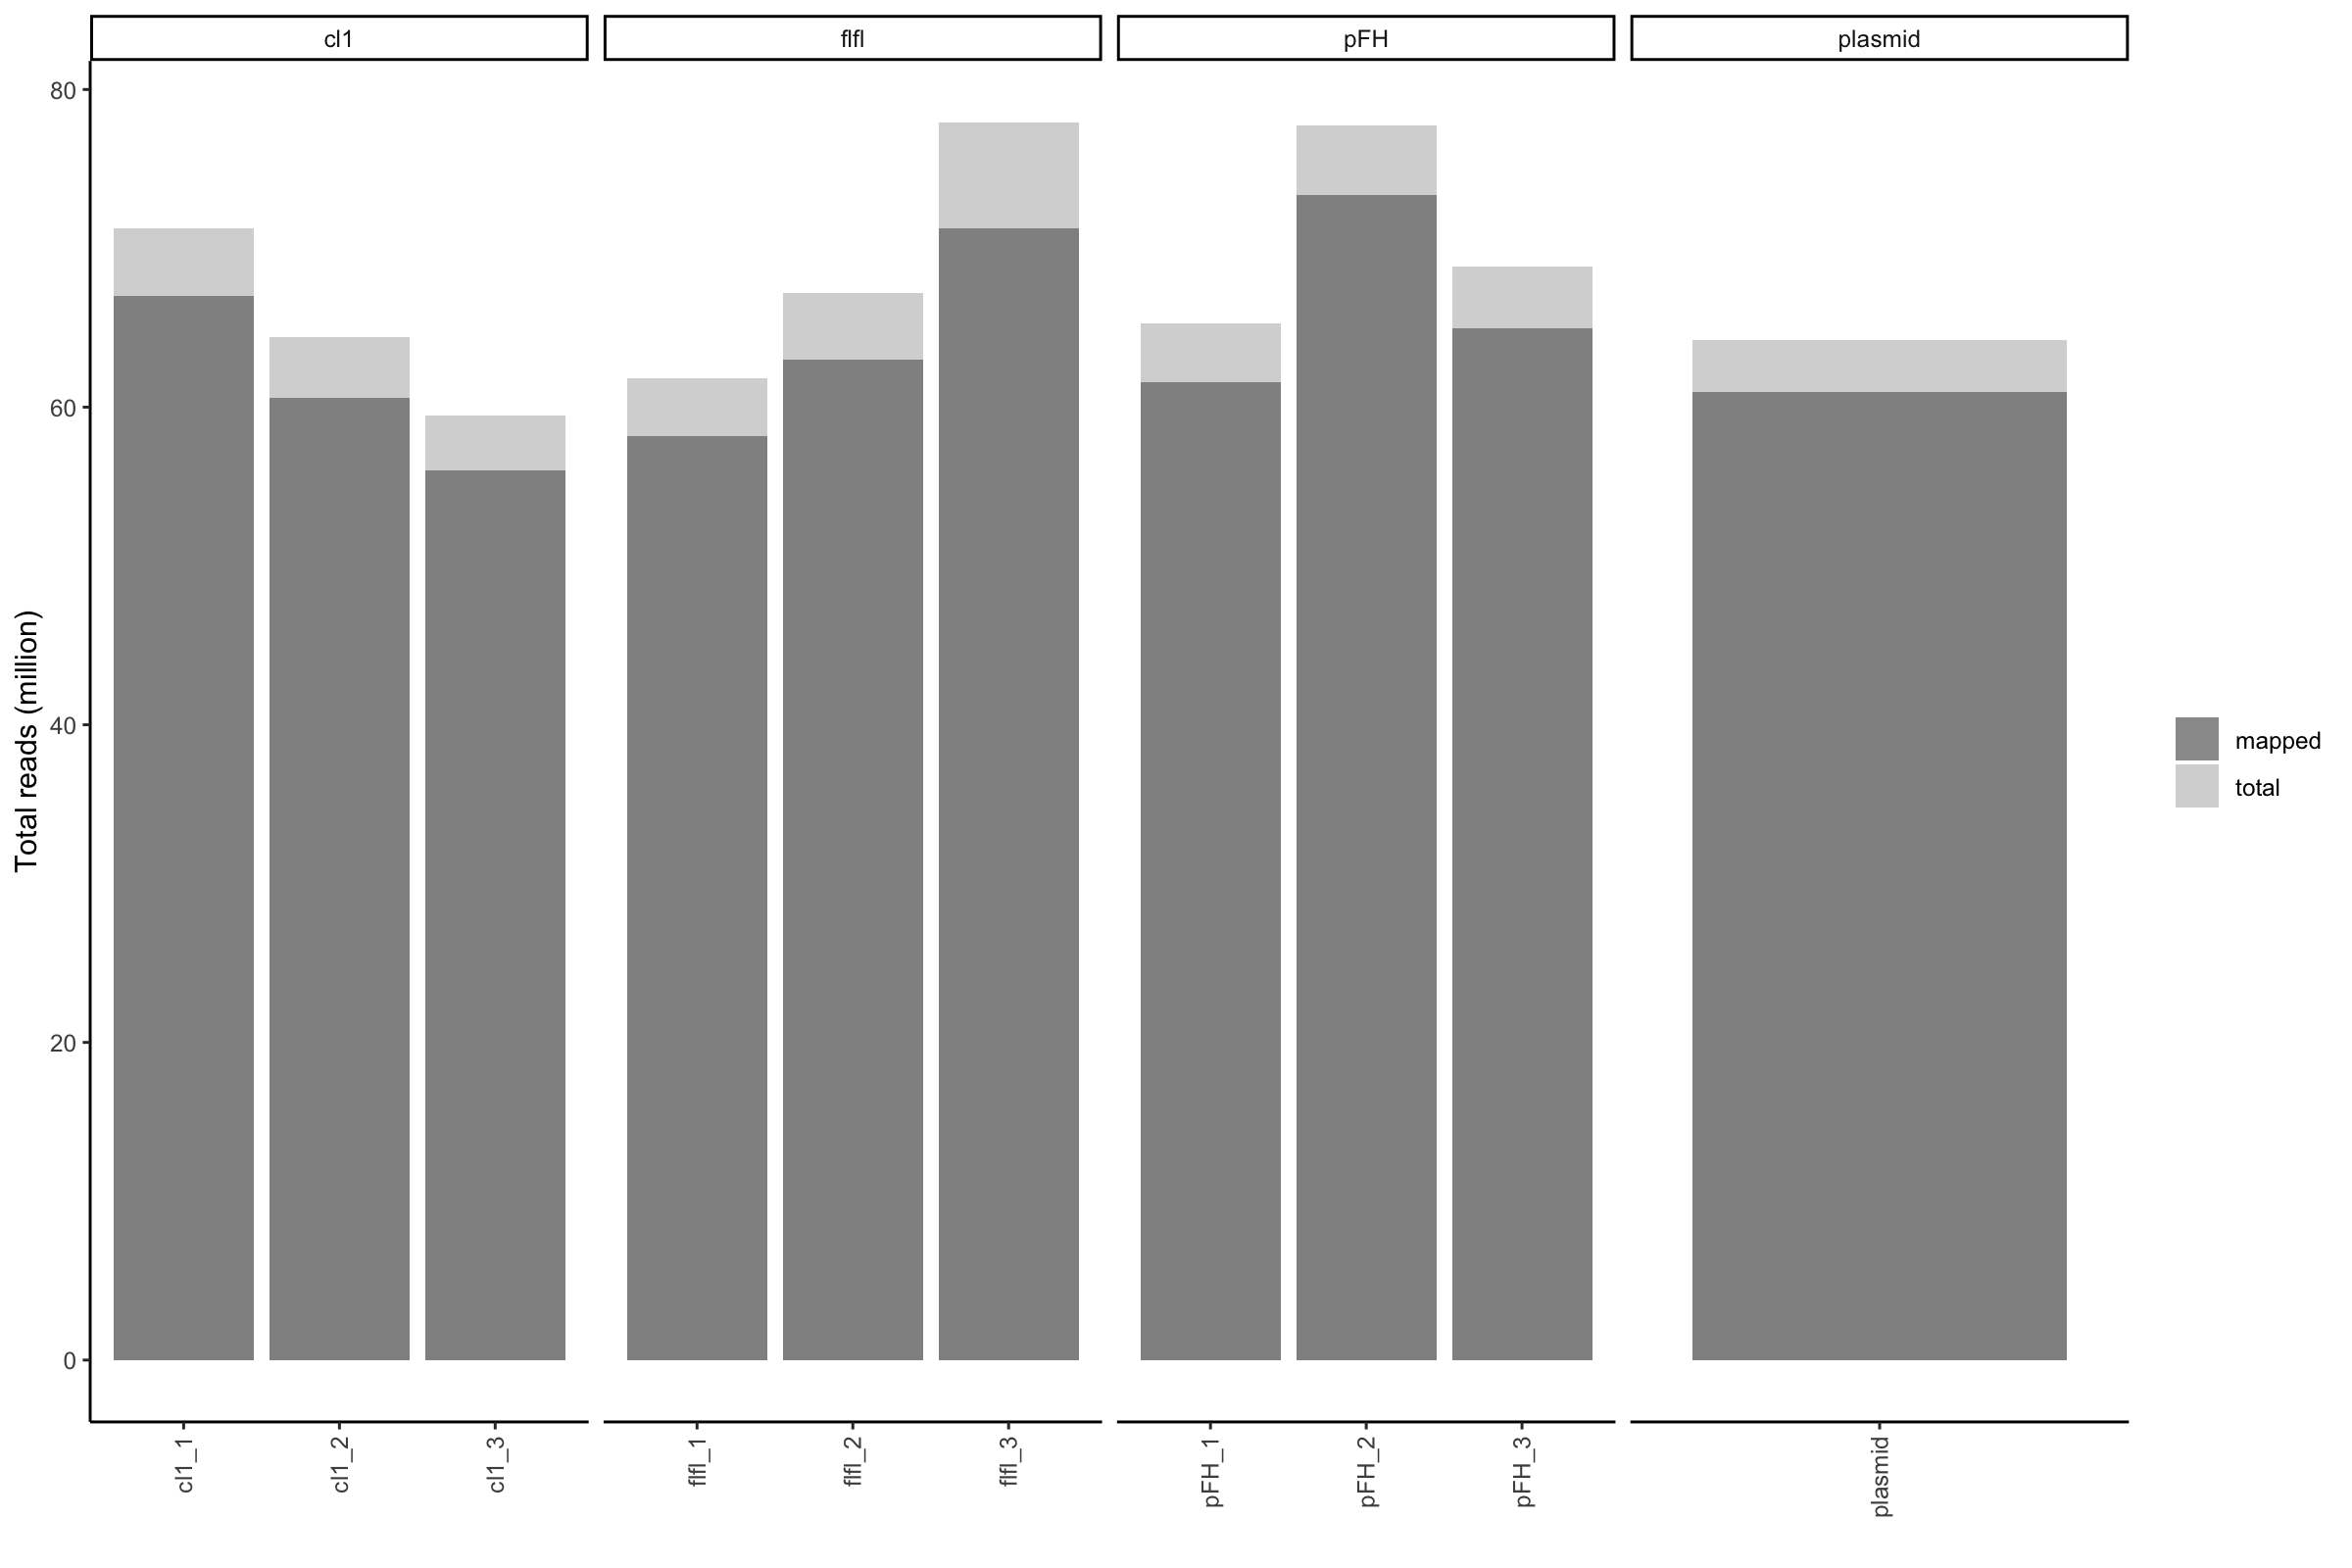 cl1
flfl
pFH
plasmid
Total reads (million)
80
60
40
20
0
cl1_1
cl1_2
cl1_3
flfl_1
flfl_2
flfl_3
pFH_1
pFH_2
pFH_3
plasmid
mapped
total